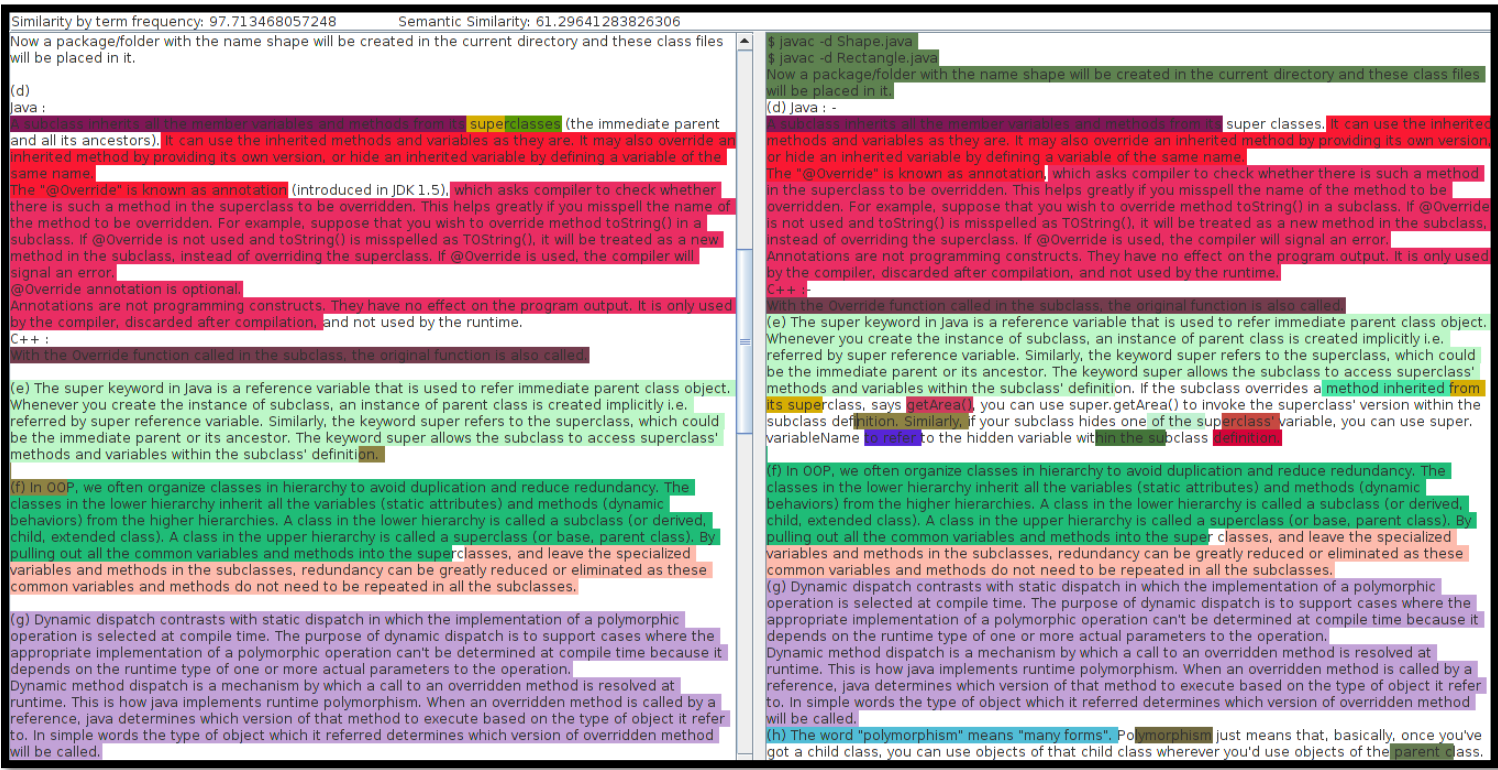 Similarity by term frequency: 97.713468057248
Semantic Similarity: 61.29641283826306
Now a package/folder with the name shape will be created in the current directory and these class files
will be placed in it.
(d)
Java :
A subclass inherits all the member variables and methods from its superclasses (the immediate parent
and all its ancestors). It can use the inherited methods and variables as they are. It may also override an
inherited method by providing its own version, or hide an inherited variable by defining a variable of the
same name.
The "@Override" is known as annotation (introduced in JDK 1.5), which asks compiler to check whether
there is such a method in the superclass to be overridden. This helps greatly if you misspell the name of
the method to be overridden. For example, suppose that you wish to override method toString() in a
subclass. If @Override is not used and toString() is misspelled as TOString(), it will be treated as a new
method in the subclass, instead of overriding the superclass. If @Override is used, the compiler will
signal an error.
@Override annotation is optional.
Annotations are not programming constructs. They have no effect on the program output. It is only used
by the compiler, discarded after compilation, and not used by the runtime.
C++ :
With the Override function called in the subclass, the original function is also called.
(e) The super keyword in Java is a reference variable that is used to refer immediate parent class object.
Whenever you create the instance of subclass, an instance of parent class is created implicitly i.e.
referred by super reference variable. Similarly, the keyword super refers to the superclass, which could
be the immediate parent or its ancestor. The keyword super allows the subclass to access superclass'
methods and variables within the subclass' definition.
(f) In OOP, we often organize classes in hierarchy to avoid duplication and reduce redundancy. The
classes in the lower hierarchy inherit all the variables (static attributes) and methods (dynamic
behaviors) from the higher hierarchies. A class in the lower hierarchy is called a subclass (or derived,
child, extended class). A class in the upper hierarchy is called a superclass (or base, parent class). By
pulling out all the common variables and methods into the superclasses, and leave the specialized
variables and methods in the subclasses, redundancy can be greatly reduced or eliminated as these
common variables and methods do not need to be repeated in all the subclasses.
(g) Dynamic dispatch contrasts with static dispatch in which the implementation of a polymorphic
operation is selected at compile time. The purpose of dynamic dispatch is to support cases where the
appropriate implementation of a polymorphic operation can't be determined at compile time because it
depends on the runtime type of one or more actual parameters to the operation.
Dynamic method dispatch is a mechanism by which a call to an overridden method is resolved at
runtime. This is how java implements runtime polymorphism. When an overridden method is called by a
reference, java determines which version of that method to execute based on the type of object it refer
to. In simple words the type of object which it referred determines which version of overridden method
will be called.
$ javac -d Shape.java
$ javac -d Rectangle.java
Now a package/folder with the name shape will be created in the current directory and these class files
will be placed in it.
(d) Java : -
A subclass inherits all the member variables and methods from its super classes. It can use the inherited
methods and variables as they are. It may also override an inherited method by providing its own version,
or hide an inherited variable by defining a variable of the same name.
The "@Override" is known as annotation, which asks compiler to check whether there is such a method
in the superclass to be overridden. This helps greatly if you misspell the name of the method to be
overridden. For example, suppose that you wish to override method toString() in a subclass. If @Override
is not used and toString() is misspelled as TOString(), it will be treated as a new method in the subclass,
instead of overriding the superclass. If @Override is used, the compiler will signal an error.
Annotations are not programming constructs. They have no effect on the program output. It is only used
by the compiler, discarded after compilation, and not used by the runtime.
C++ :-
With the Override function called in the subclass, the original function is also called.
(e) The super keyword in Java is a reference variable that is used to refer immediate parent class object.
Whenever you create the instance of subclass, an instance of parent class is created implicitly i.e.
referred by super reference variable. Similarly, the keyword super refers to the superclass, which could
be the immediate parent or its ancestor. The keyword super allows the subclass to access superclass'
methods and variables within the subclass' definition. If the subclass overrides a method inherited from
its superclass, says getArea(), you can use super.getArea() to invoke the superclass' version within the
subclass definition. Similarly, if your subclass hides one of the superclass' variable, you can use super.
variableName to refer to the hidden variable within the subclass definition.
(f) In OOP, we often organize classes in hierarchy to avoid duplication and reduce redundancy. The
classes in the lower hierarchy inherit all the variables (static attributes) and methods (dynamic
behaviors) from the higher hierarchies. A class in the lower hierarchy is called a subclass (or derived,
child, extended class). A class in the upper hierarchy is called a superclass (or base, parent class). By
pulling out all the common variables and methods into the super classes, and leave the specialized
variables and methods in the subclasses, redundancy can be greatly reduced or eliminated as these
common variables and methods do not need to be repeated in all the subclasses.
(g) Dynamic dispatch contrasts with static dispatch in which the implementation of a polymorphic
operation is selected at compile time. The purpose of dynamic dispatch is to support cases where the
appropriate implementation of a polymorphic operation can't be determined at compile time because it
depends on the runtime type of one or more actual parameters to the operation.
Dynamic method dispatch is a mechanism by which a call to an overridden method is resolved at
runtime. This is how java implements runtime polymorphism. When an overridden method is called by a
reference, java determines which version of that method to execute based on the type of object it refer
to. In simple words the type of object which it referred determines which version of overridden method
will be called.
(h) The word "polymorphism" means "many forms". Polymorphism just means that, basically, once you've
got a child class, you can use objects of that child class wherever you'd use objects of the parent class.